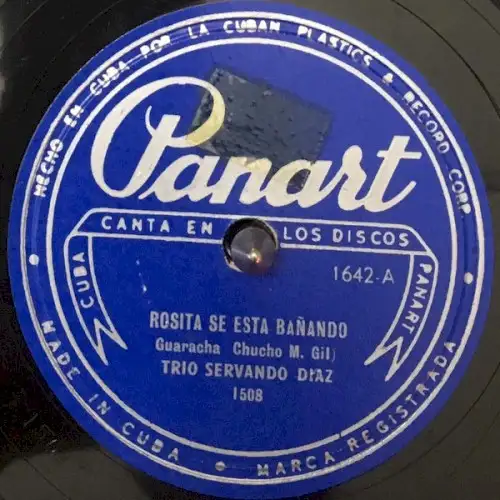 HECHO EN CUBA POR LA CUBAN PLASTICS & RECORD CORP.
Panart
CANTA EN LOS DISCOS
CUBA
PANART
1642-A
ROSITA SE ESTA BAÑANDO
Guaracha Chucho M. Gil)
TRIO SERVANDO DIAZ
1508
MADE IN CUBA • MARCA REGISTRADA